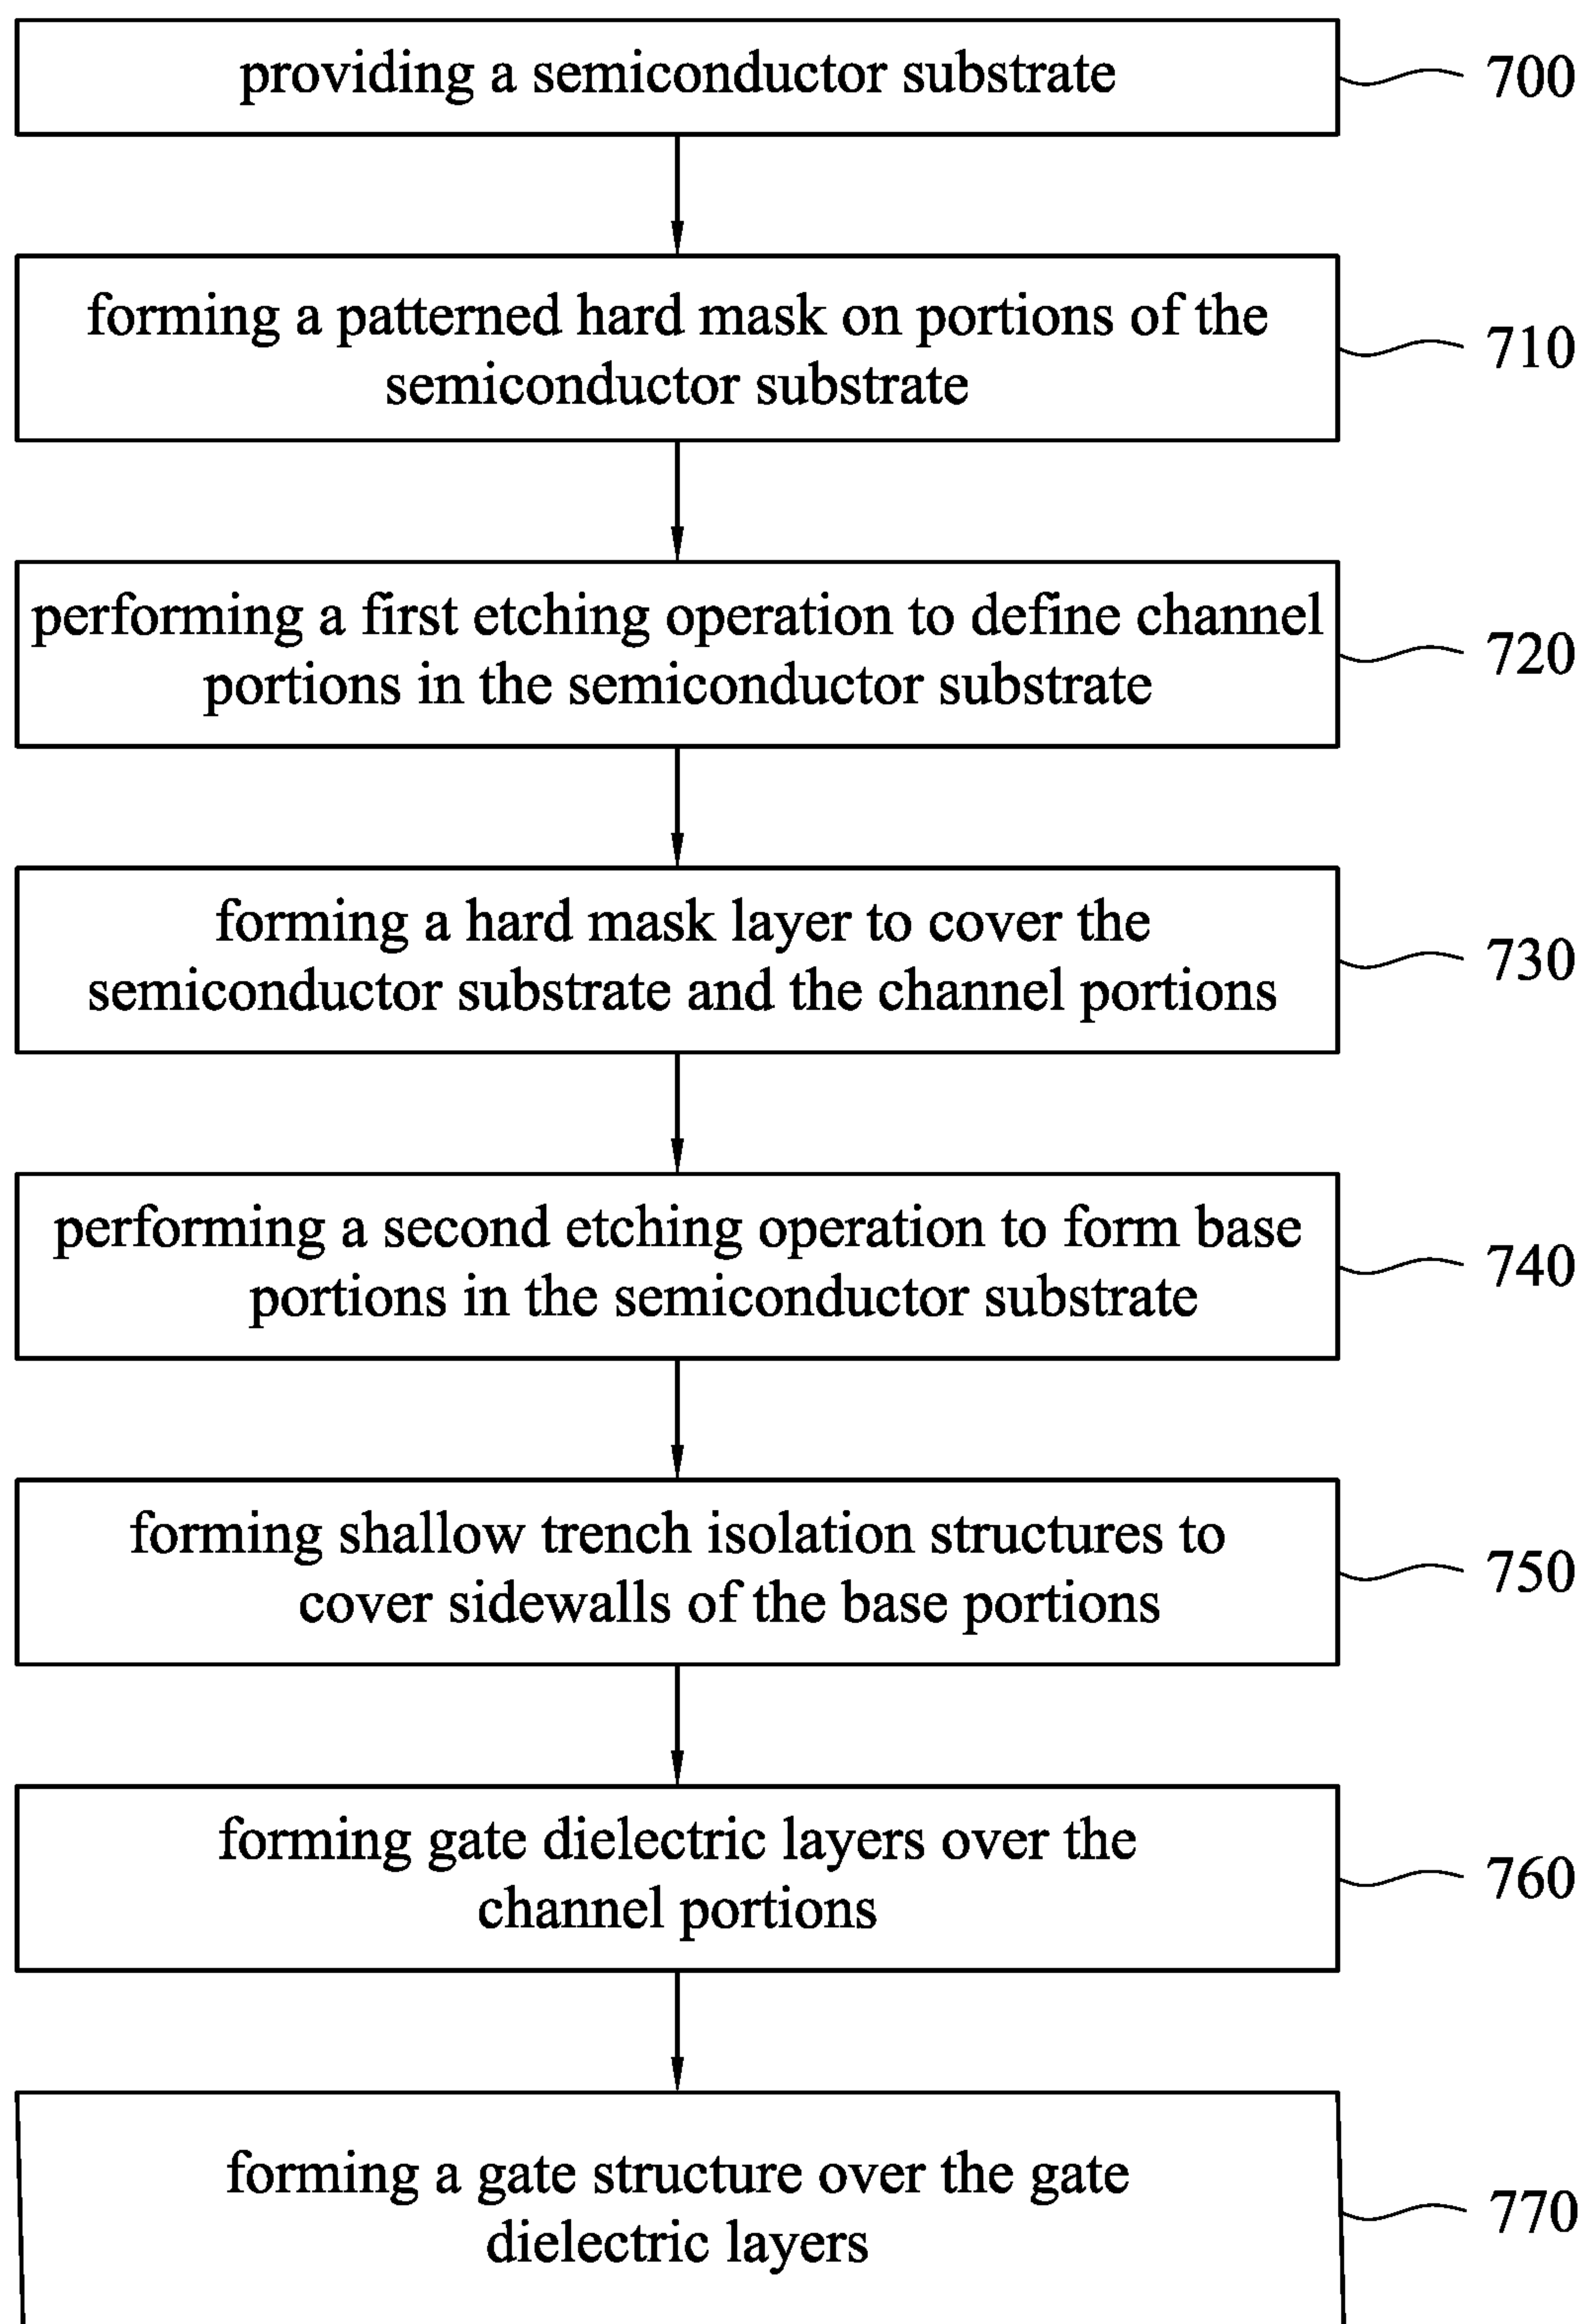 providing a semiconductor substrate
700
forming a patterned hard mask on portions of the
semiconductor substrate
710
performing a first etching operation to define channel
portions in the semiconductor substrate
720
forming a hard mask layer to cover the
semiconductor substrate and the channel portions
730
performing a second etching operation to form base
portions in the semiconductor substrate
740
forming shallow trench isolation structures to
cover sidewalls of the base portions
750
forming gate dielectric layers over the
channel portions
760
forming a gate structure over the gate
dielectric layers
770